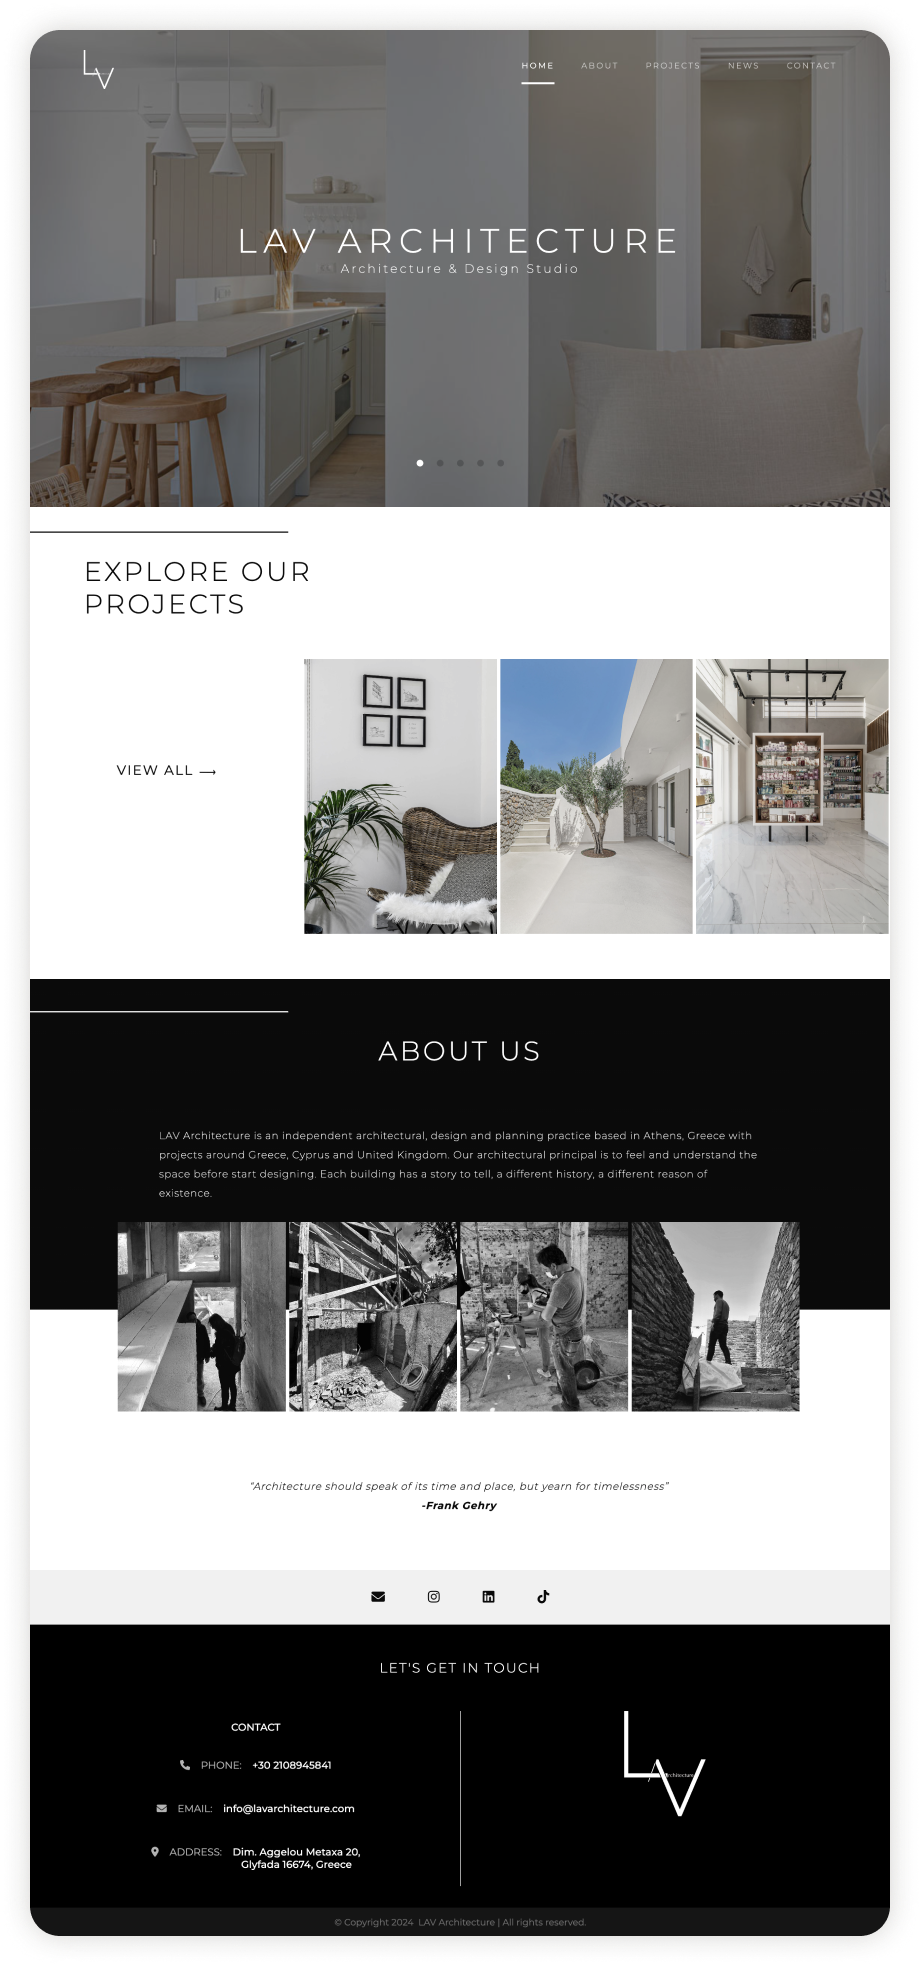 LV
HOME ABOUT PROJECTS NEWS CONTACT
LAV ARCHITECTURE
Architecture & Design Studio
EXPLORE OUR
PROJECTS
VIEW ALL ⟶
ABOUT US
LAV Architecture is an independent architectural, design and planning practice based in Athens, Greece with
projects around Greece, Cyprus and United Kingdom. Our architectural principal is to feel and understand the
space before start designing. Each building has a story to tell, a different history, a different reason of
existence.
“Architecture should speak of its time and place, but yearn for timelessness”
-Frank Gehry
LET'S GET IN TOUCH
CONTACT
PHONE: +30 2108945841
EMAIL: info@lavarchitecture.com
ADDRESS: Dim. Aggelou Metaxa 20,
Glyfada 16674, Greece
LAV
architecture
© Copyright 2024 LAV Architecture | All rights reserved.